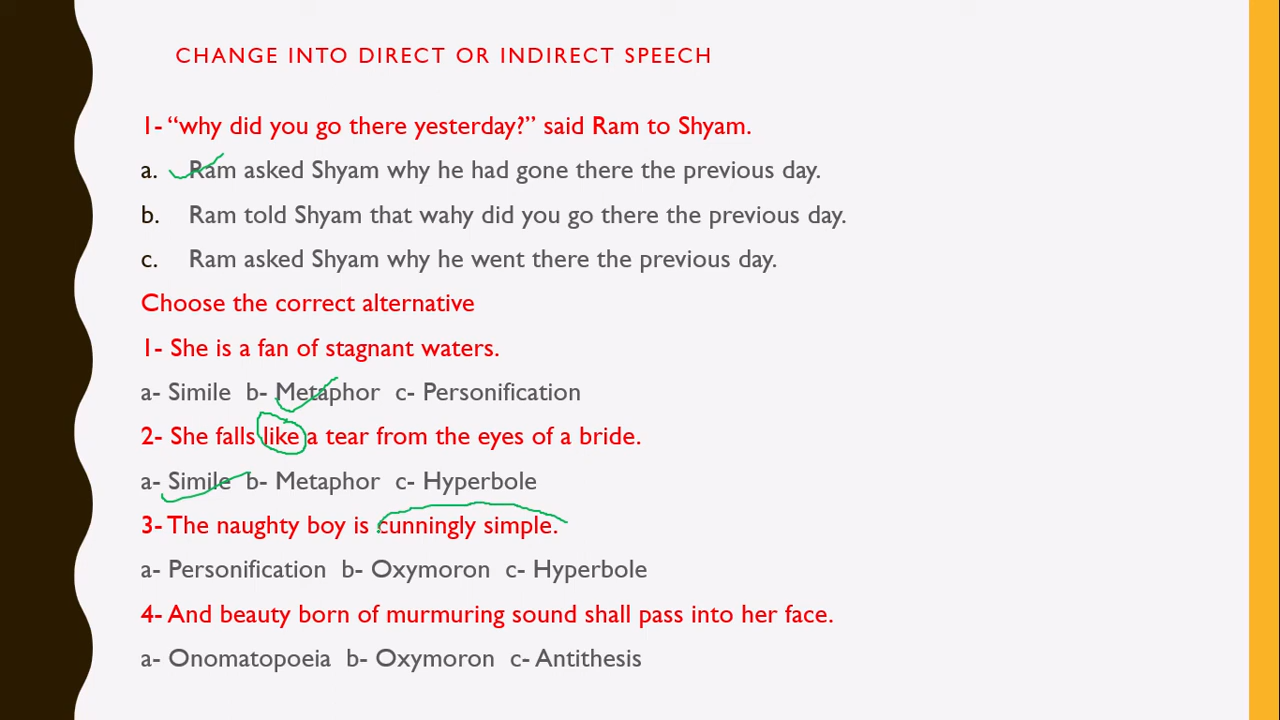 CHANGE INTO DIRECT OR INDIRECT SPEECH
1- “why did you go there yesterday?” said Ram to Shyam.
a. Ram asked Shyam why he had gone there the previous day.
b. Ram told Shyam that wahy did you go there the previous day.
c. Ram asked Shyam why he went there the previous day.
Choose the correct alternative
1- She is a fan of stagnant waters.
a- Simile b- Metaphor c- Personification
2- She falls like a tear from the eyes of a bride.
a- Simile b- Metaphor c- Hyperbole
3- The naughty boy is cunningly simple.
a- Personification b- Oxymoron c- Hyperbole
4- And beauty born of murmuring sound shall pass into her face.
a- Onomatopoeia b- Oxymoron c- Antithesis